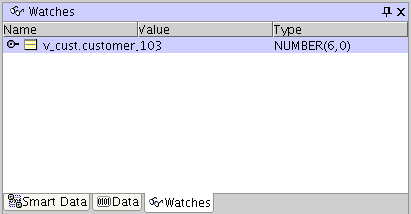 Watches
Name Value Type
v_cust.customer_ 103 NUMBER(6,0)
Smart Data Data Watches